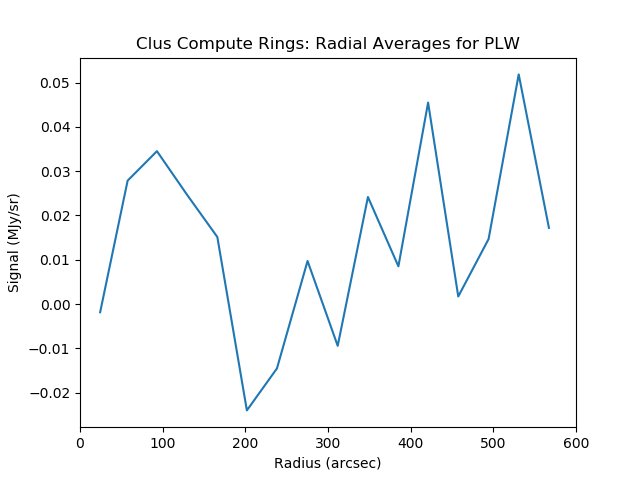 Clus Compute Rings: Radial Averages for PLW
0.05
0.04
0.03
0.02
0.01
0.00
−0.01
−0.02
Signal (MJy/sr)
0 100 200 300 400 500 600
Radius (arcsec)